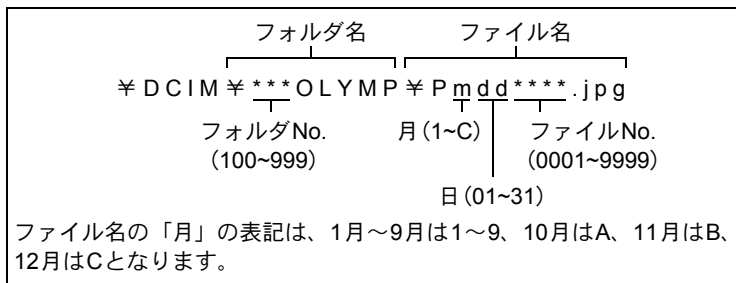 フォルダ名 ファイル名
¥DCIM¥***OLYMP¥Pmdd****.jpg
フォルダNo. 月(1~C) ファイルNo.
(100~999) (0001~9999)
日(01~31)
ファイル名の「月」の表記は、1月～9月は1～9、10月はA、11月はB、
12月はCとなります。